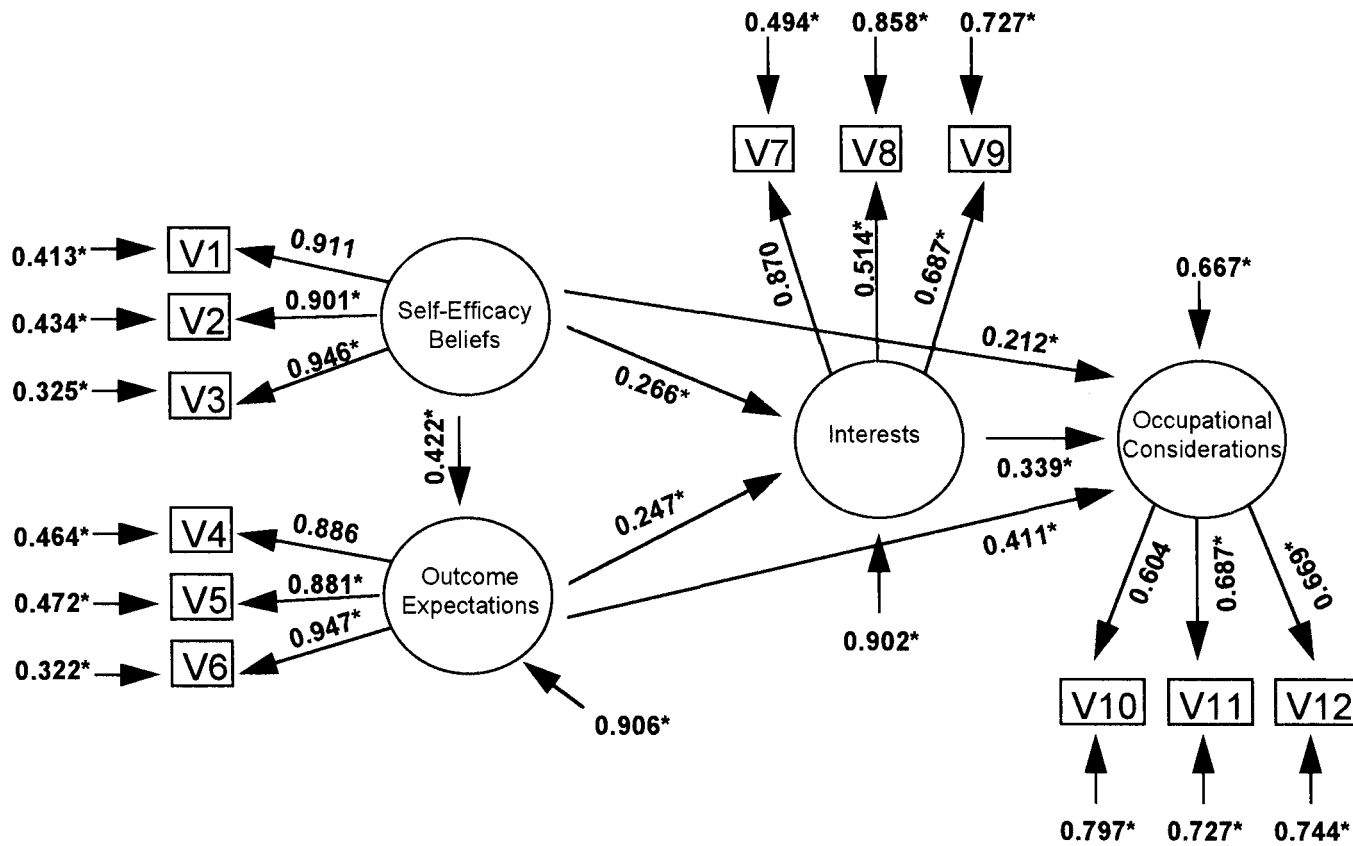 0.494*
0.858*
0.727*
V7
V8
V9
0.413*
V1
0.911
0.434*
V2
0.901*
0.325*
V3
0.946*
Self-Efficacy
Beliefs
0.870
0.514*
0.687*
0.667*
0.212*
0.266*
0.422*
Interests
Occupational
Considerations
0.339*
0.464*
V4
0.886
0.472*
V5
0.881*
0.322*
V6
0.947*
Outcome
Expectations
0.247*
0.411*
0.902*
0.906*
0.604
0.687*
0.669*
V10
V11
V12
0.797*
0.727*
0.744*